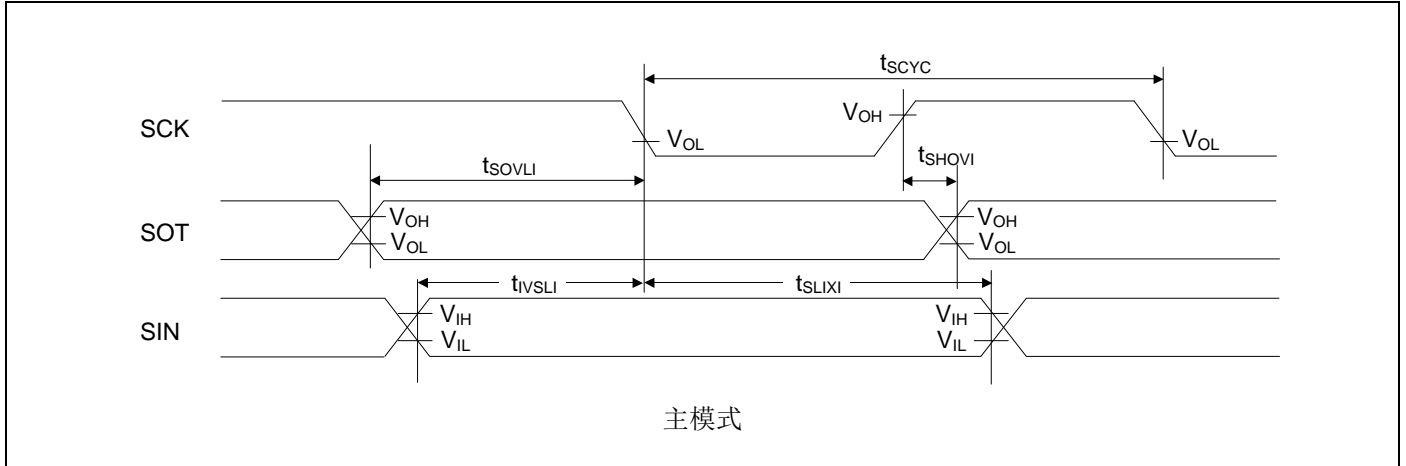 tSCYC
SCK
VOH
VOL
VOL
tSHOVI
tSOVLI
SOT
VOH
VOL
VOH
VOL
tIVSLI
tSLIXI
SIN
VIH
VIL
VIH
VIL
主模式